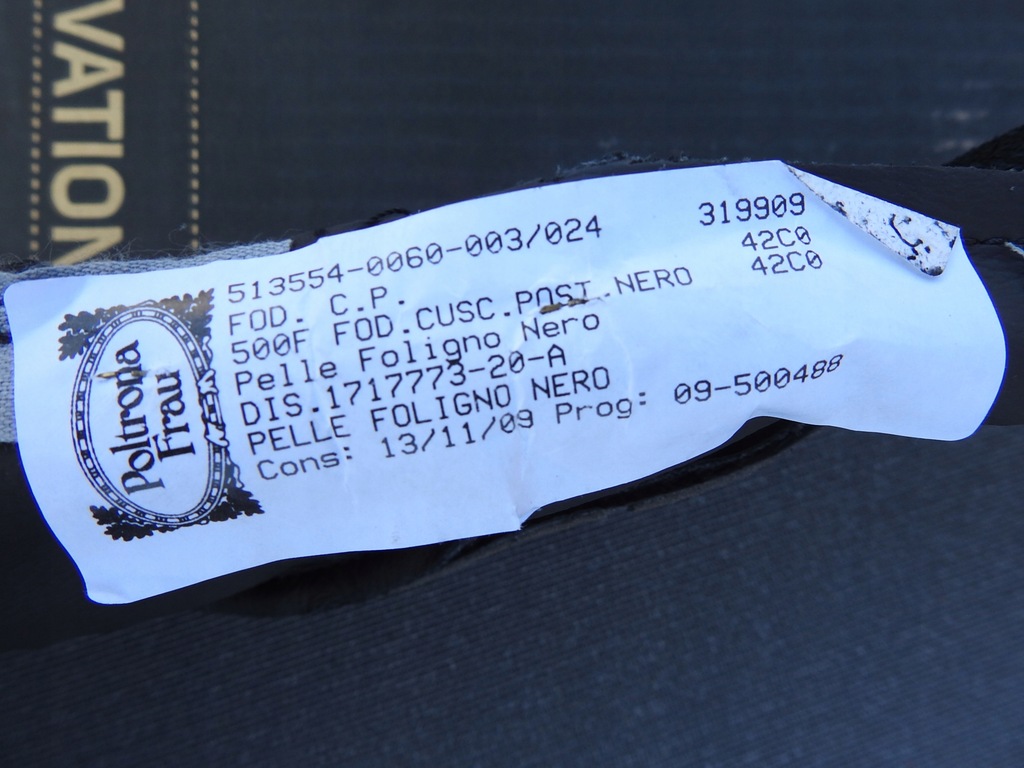 VATION
Poltrona
Frau
513554-0060-003/024 319909
FOD. C.P. 42C0
500F FOD.CUSC.POST.NERO 42C0
Pelle Foligno Nero
DIS.1717773-20-A
PELLE FOLIGNO NERO
Cons: 13/11/09 Prog: 09-500488